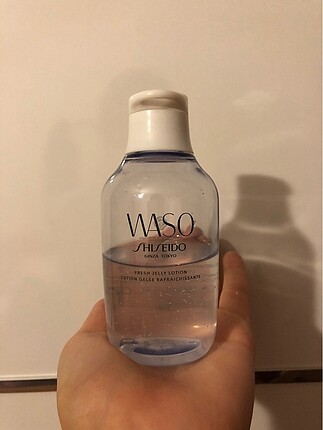 WASO
SHISEIDO
GINZA TOKYO
FRESH JELLY LOTION
LOTION GELÉE RAFRAÎCHISSANTE